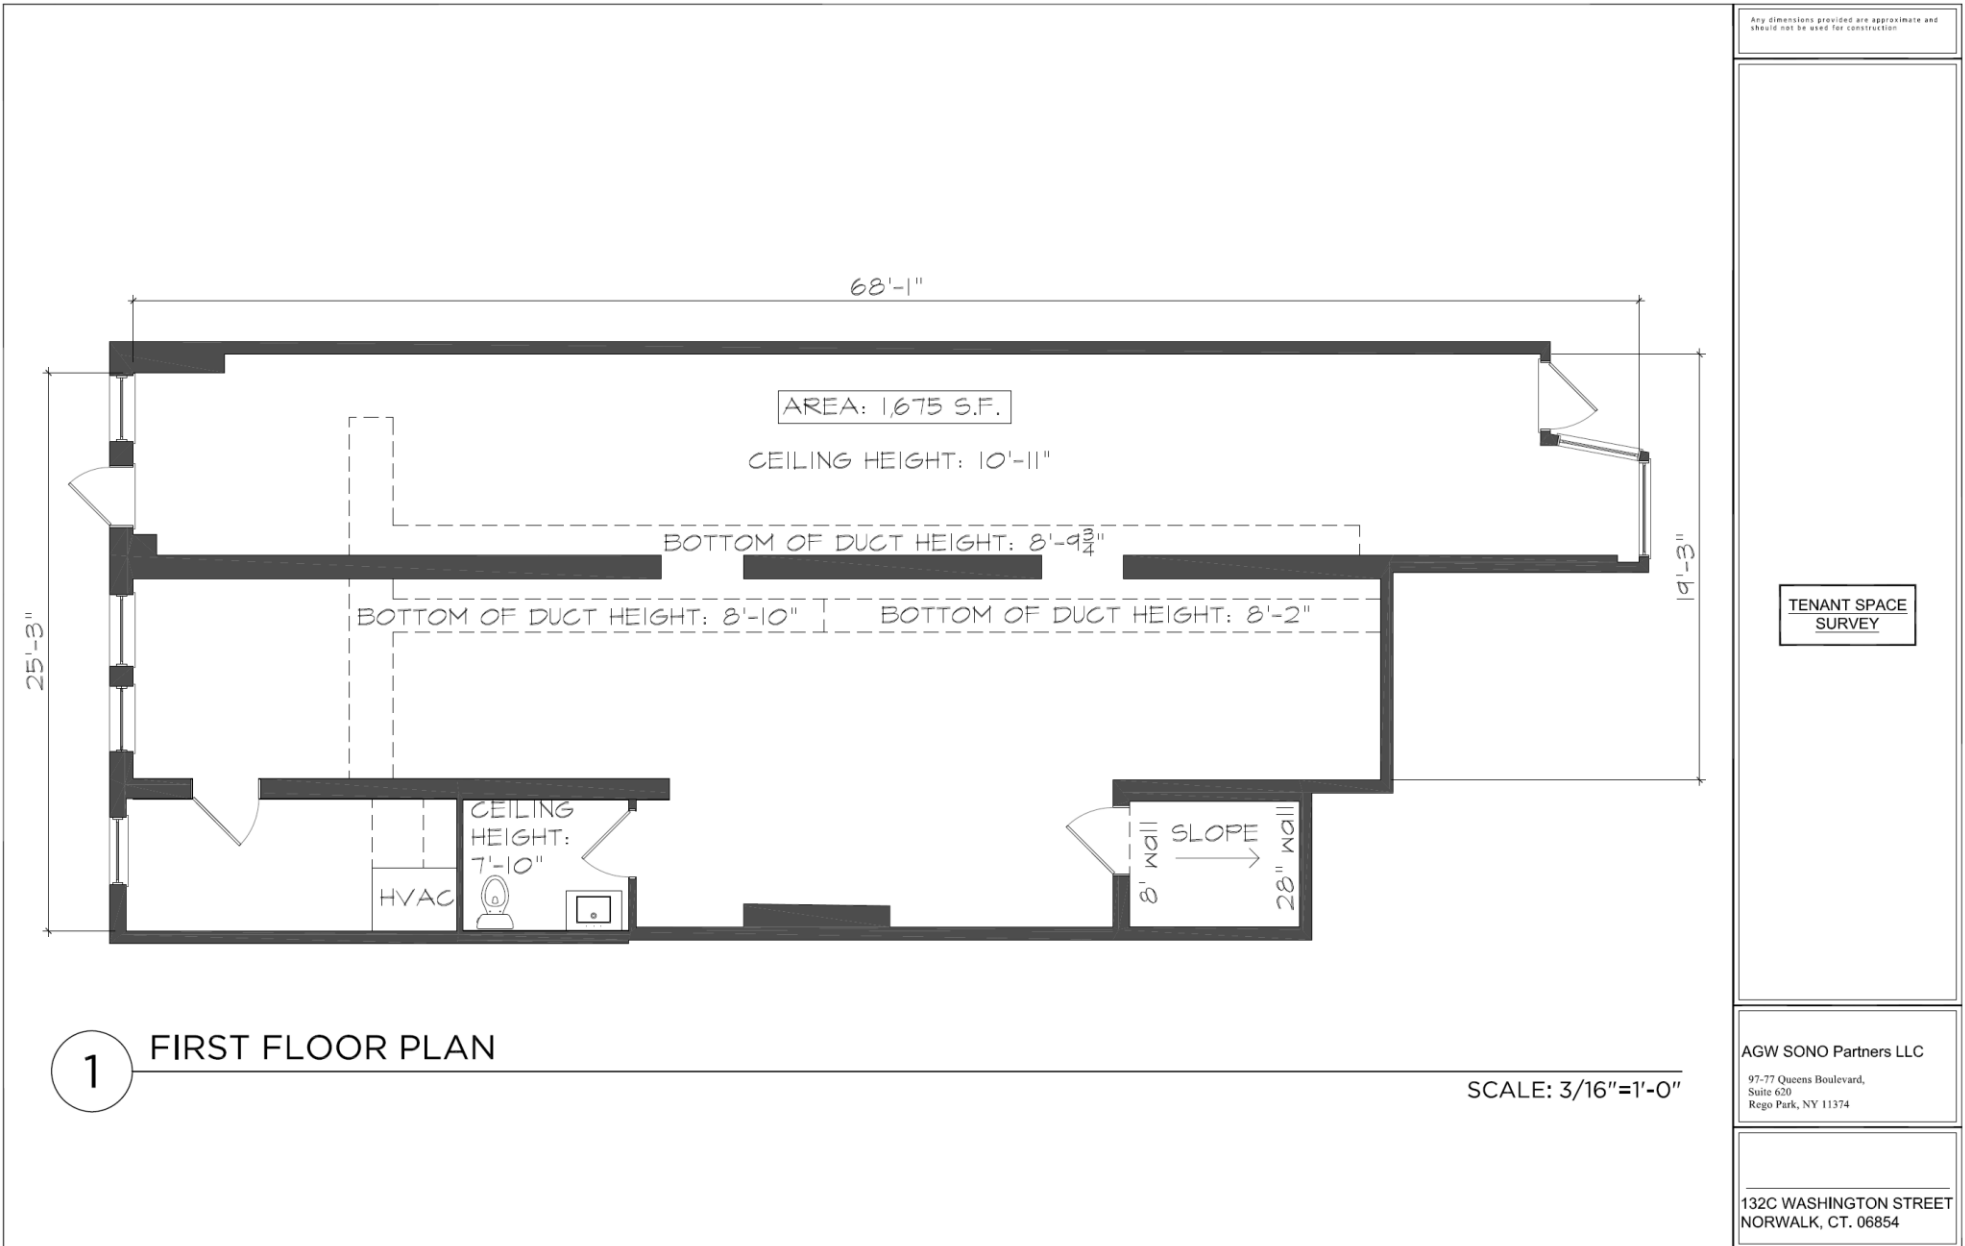 Any dimensions provided are approximate and
should not be used for construction
68'-1"
AREA: 1,675 S.F.
CEILING HEIGHT: 10'-11"
BOTTOM OF DUCT HEIGHT: 8'-9¾"
25'-3"
19'-3"
BOTTOM OF DUCT HEIGHT: 8'-10"
BOTTOM OF DUCT HEIGHT: 8'-2"
TENANT SPACE
SURVEY
CEILING
HEIGHT:
7'-10"
HVAC
8' wall
SLOPE
28" wall
1
FIRST FLOOR PLAN
SCALE: 3/16"=1'-0"
AGW SONO Partners LLC
97-77 Queens Boulevard,
Suite 620
Rego Park, NY 11374
132C WASHINGTON STREET
NORWALK, CT. 06854